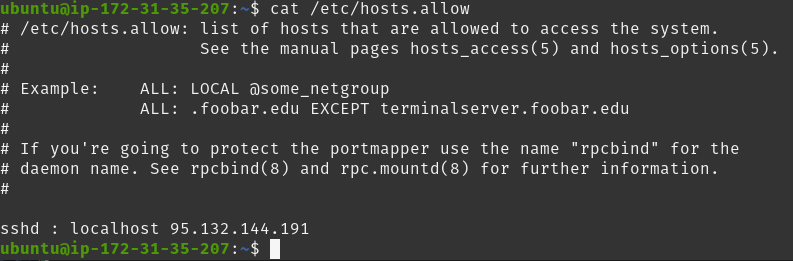 ubuntu@ip-172-31-35-207:~$ cat /etc/hosts.allow
# /etc/hosts.allow: list of hosts that are allowed to access the system.
#                   See the manual pages hosts_access(5) and hosts_options(5).
#
# Example:    ALL: LOCAL @some_netgroup
#             ALL: .foobar.edu EXCEPT terminalserver.foobar.edu
#
# If you're going to protect the portmapper use the name "rpcbind" for the
# daemon name. See rpcbind(8) and rpc.mountd(8) for further information.
#

sshd : localhost 95.132.144.191
ubuntu@ip-172-31-35-207:~$